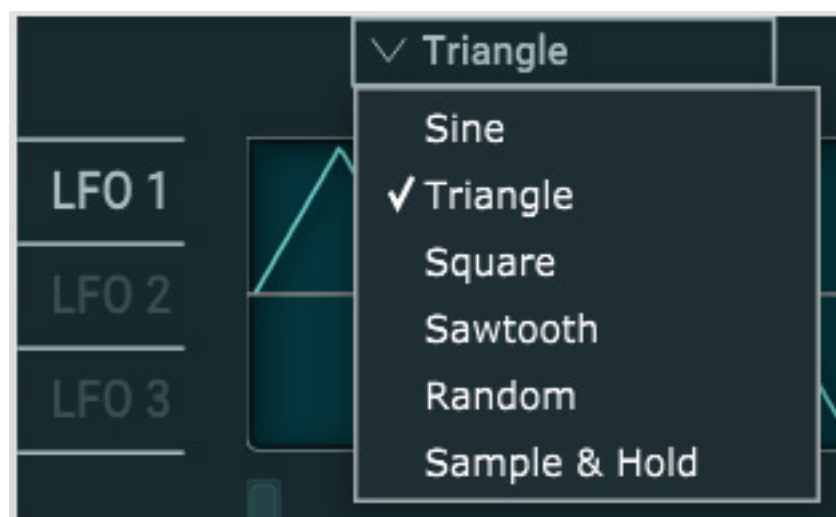 Triangle
Sine
Triangle
Square
Sawtooth
Random
Sample & Hold
LFO 1
LFO 2
LFO 3